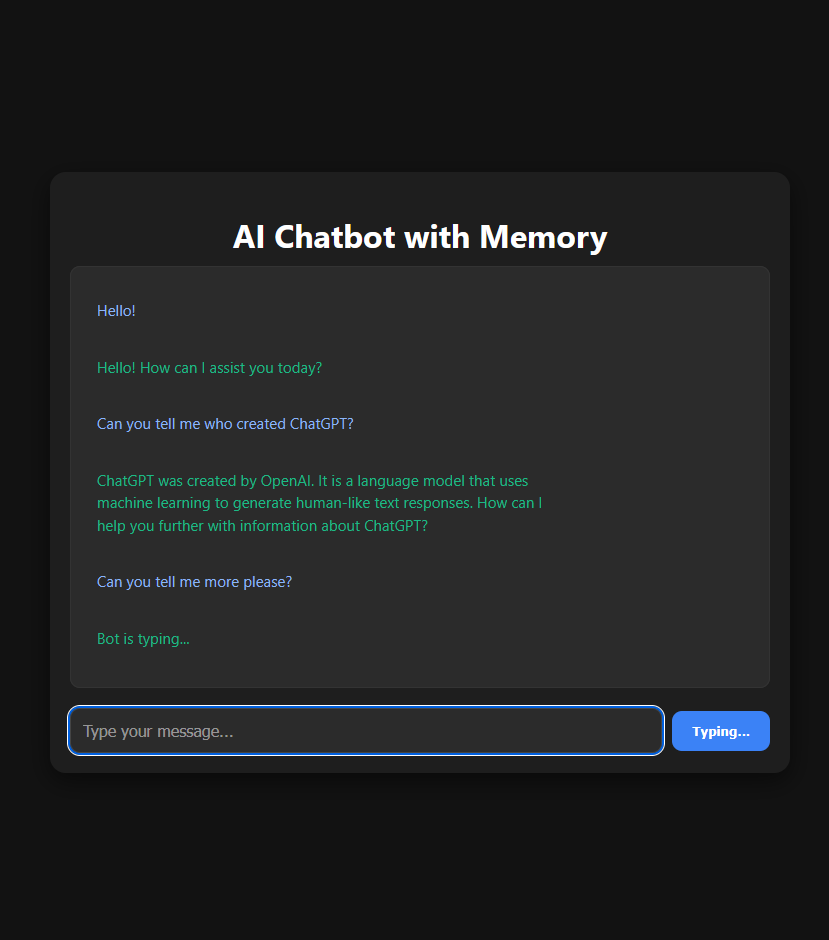 AI Chatbot with Memory
Hello!
Hello! How can I assist you today?
Can you tell me who created ChatGPT?
ChatGPT was created by OpenAI. It is a language model that uses
machine learning to generate human-like text responses. How can I
help you further with information about ChatGPT?
Can you tell me more please?
Bot is typing...
Type your message...
Typing...